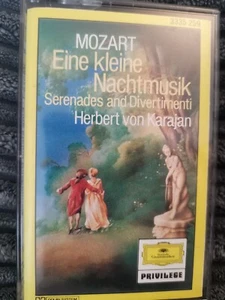 MOZART
Eine kleine
Nachtmusik
Serenades and Divertimenti
Herbert von Karajan
PRIVILEGE